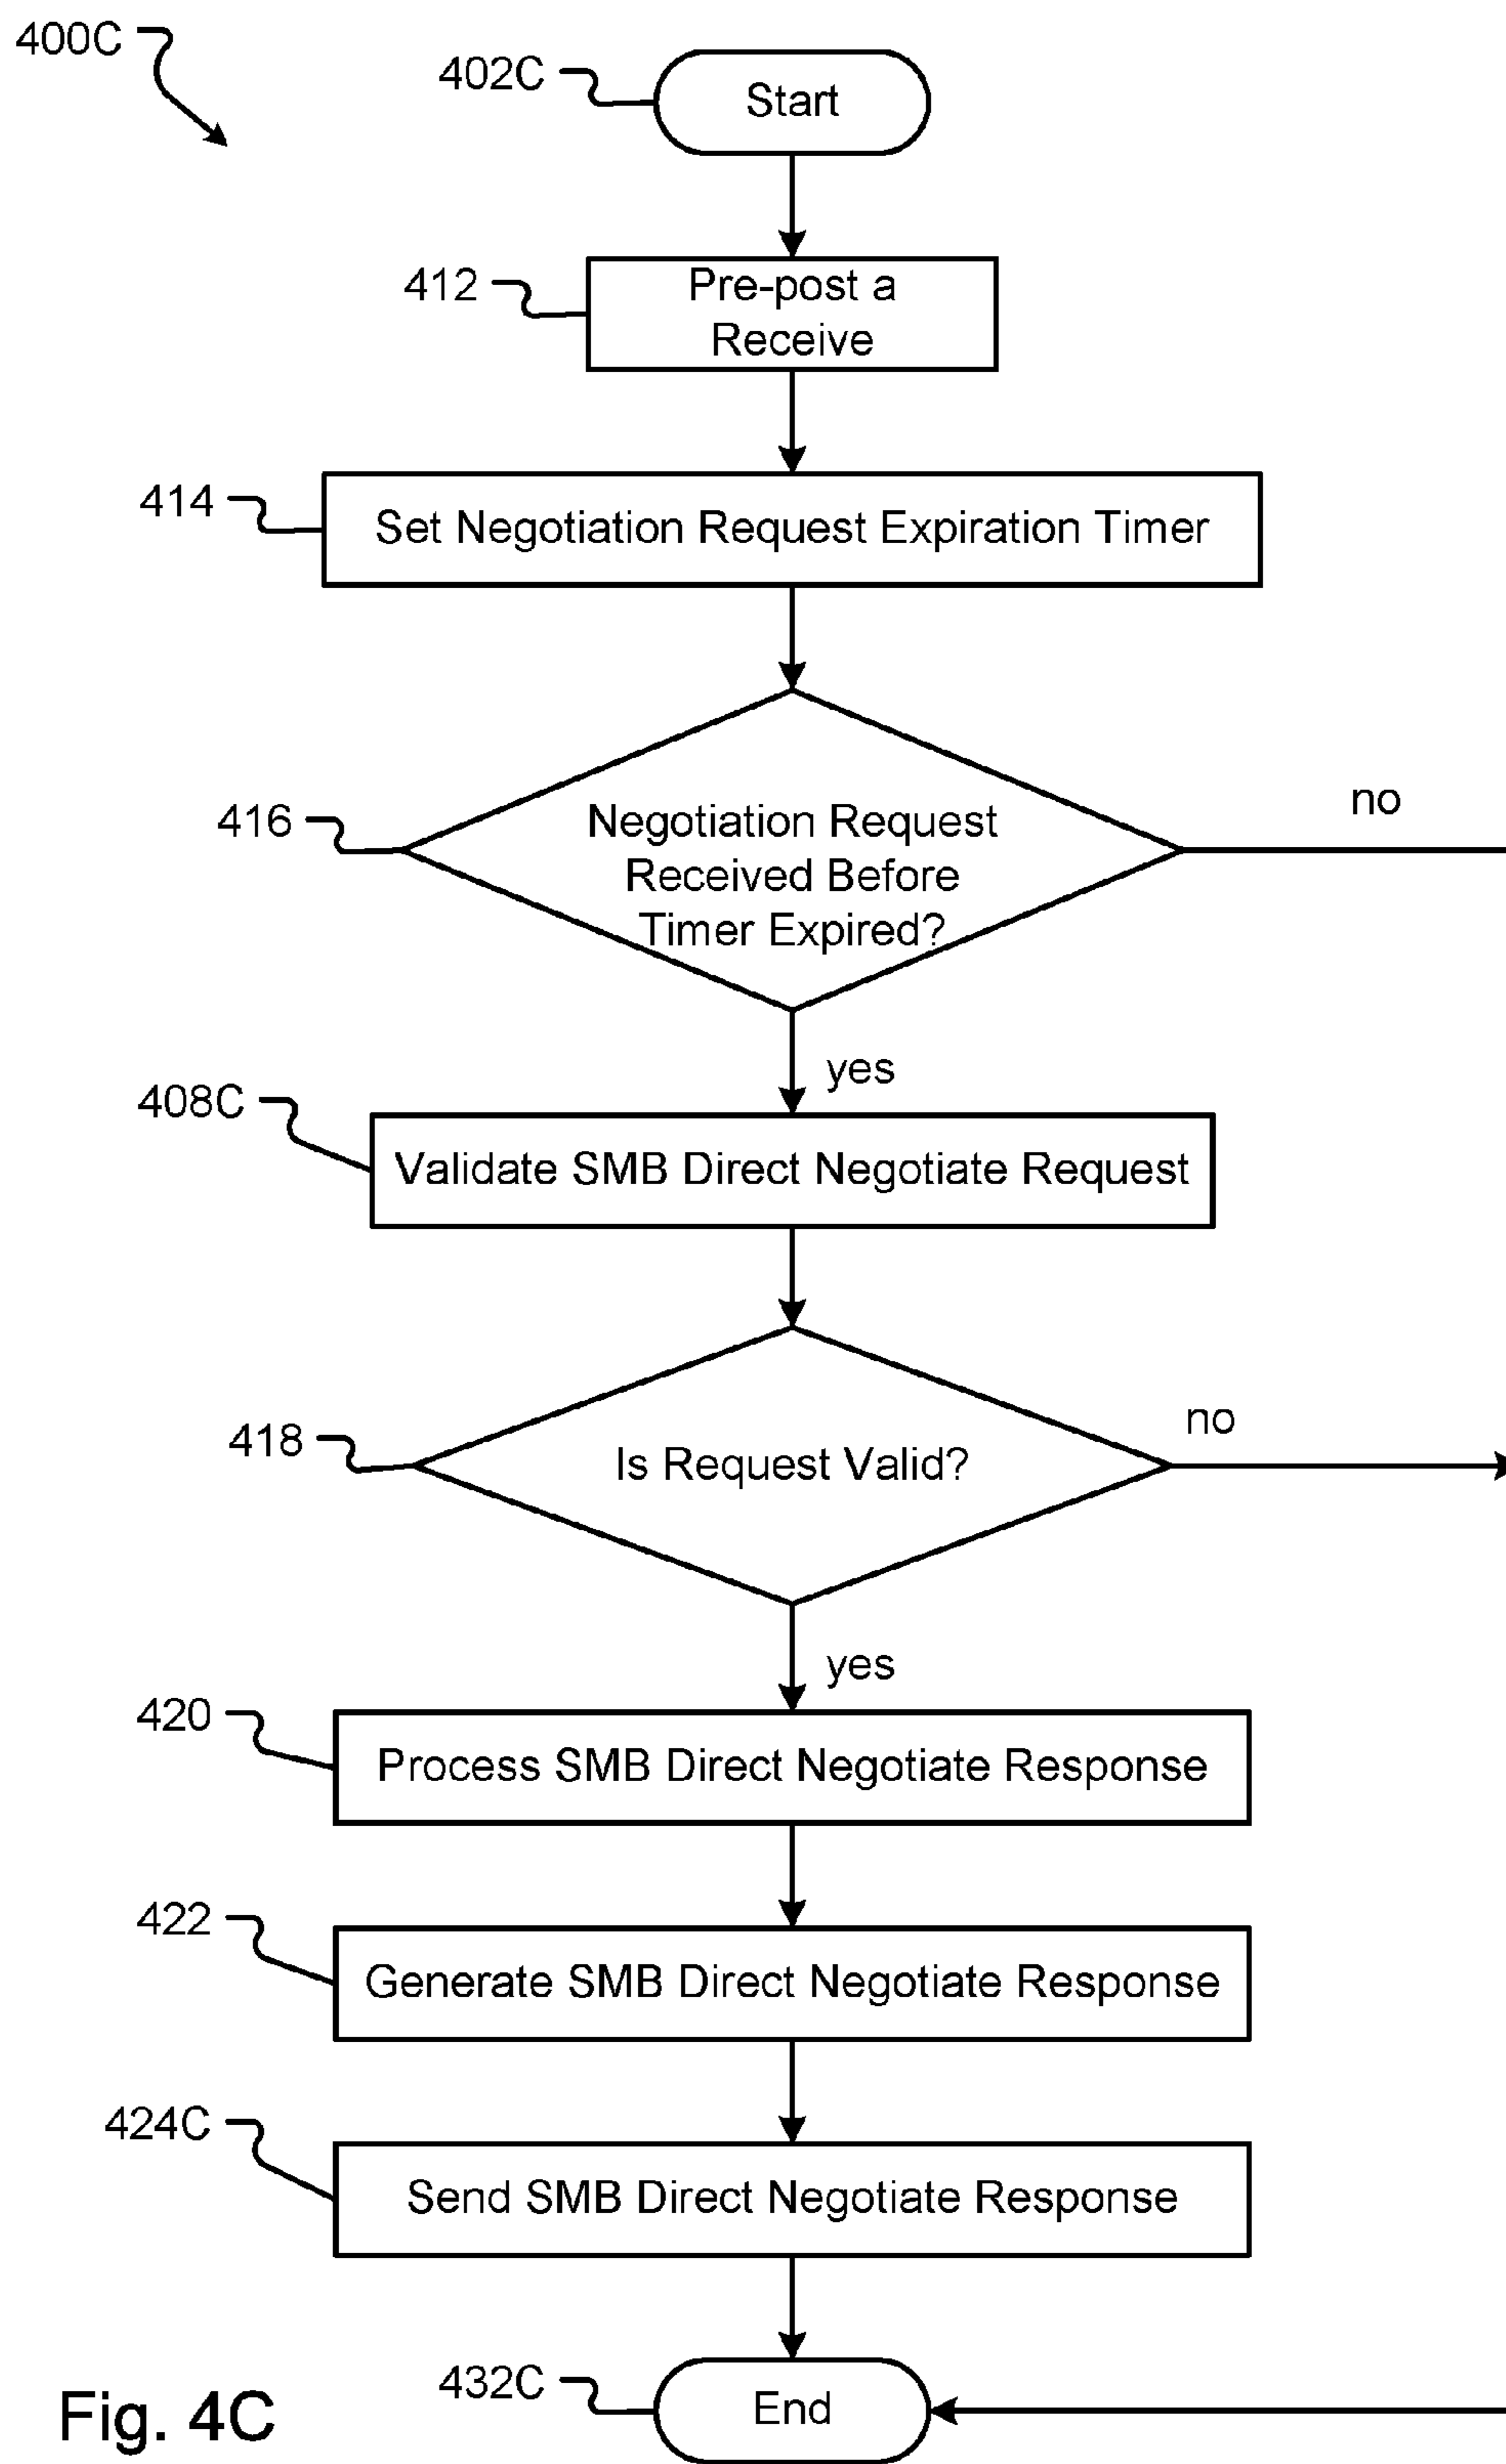 400C
402C
Start
412
Pre-post a
Receive
414
Set Negotiation Request Expiration Timer
416
Negotiation Request
Received Before
Timer Expired?
no
yes
408C
Validate SMB Direct Negotiate Request
418
Is Request Valid?
no
yes
420
Process SMB Direct Negotiate Response
422
Generate SMB Direct Negotiate Response
424C
Send SMB Direct Negotiate Response
432C
End
Fig. 4C